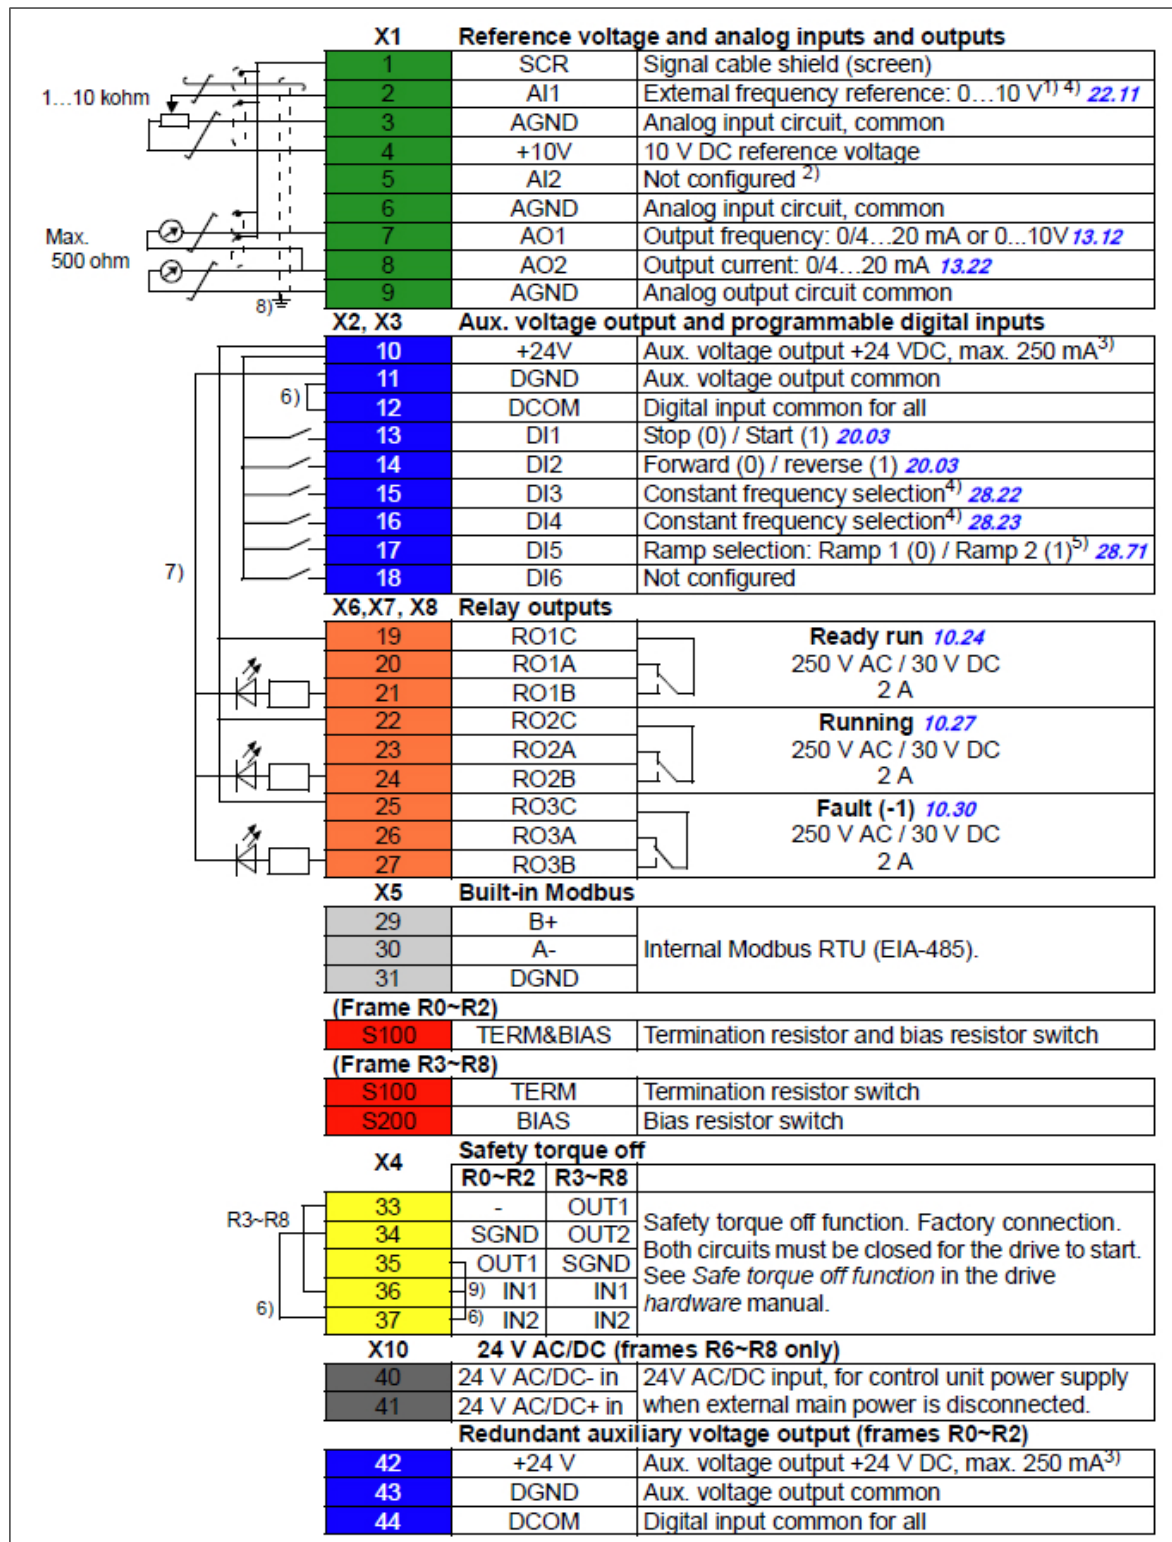 X1 Reference voltage and analog inputs and outputs
1 SCR Signal cable shield (screen)
1…10 kohm 2 AI1 External frequency reference: 0…10 V1) 4) 22.11
3 AGND Analog input circuit, common
4 +10V 10 V DC reference voltage
5 AI2 Not configured 2)
6 AGND Analog input circuit, common
Max. 7 AO1 Output frequency: 0/4…20 mA or 0...10V 13.12
500 ohm 8 AO2 Output current: 0/4…20 mA 13.22
8) 9 AGND Analog output circuit common
X2, X3 Aux. voltage output and programmable digital inputs
10 +24V Aux. voltage output +24 VDC, max. 250 mA3)
11 DGND Aux. voltage output common
6) 12 DCOM Digital input common for all
13 DI1 Stop (0) / Start (1) 20.03
14 DI2 Forward (0) / reverse (1) 20.03
15 DI3 Constant frequency selection4) 28.22
16 DI4 Constant frequency selection4) 28.23
17 DI5 Ramp selection: Ramp 1 (0) / Ramp 2 (1)5) 28.71
7) 18 DI6 Not configured
X6,X7, X8 Relay outputs
19 RO1C Ready run 10.24
20 RO1A 250 V AC / 30 V DC
21 RO1B 2 A
22 RO2C Running 10.27
23 RO2A 250 V AC / 30 V DC
24 RO2B 2 A
25 RO3C Fault (-1) 10.30
26 RO3A 250 V AC / 30 V DC
27 RO3B 2 A
X5 Built-in Modbus
29 B+
30 A- Internal Modbus RTU (EIA-485).
31 DGND
(Frame R0~R2)
S100 TERM&BIAS Termination resistor and bias resistor switch
(Frame R3~R8)
S100 TERM Termination resistor switch
S200 BIAS Bias resistor switch
X4 Safety torque off
R0~R2 R3~R8
R3~R8 33 - OUT1 Safety torque off function. Factory connection.
34 SGND OUT2 Both circuits must be closed for the drive to start.
35 OUT1 SGND See Safe torque off function in the drive
36 9) IN1 IN1 hardware manual.
6) 37 6) IN2 IN2
X10 24 V AC/DC (frames R6~R8 only)
40 24 V AC/DC- in 24V AC/DC input, for control unit power supply
41 24 V AC/DC+ in when external main power is disconnected.
Redundant auxiliary voltage output (frames R0~R2)
42 +24 V Aux. voltage output +24 V DC, max. 250 mA3)
43 DGND Aux. voltage output common
44 DCOM Digital input common for all